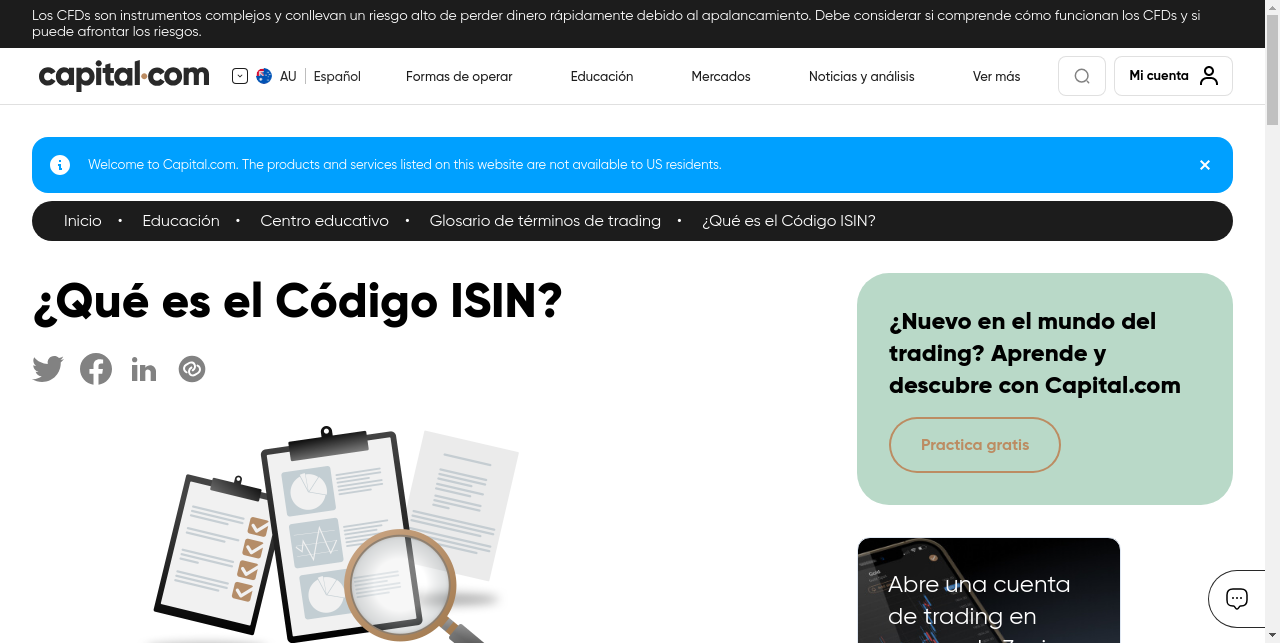 Los CFDs son instrumentos complejos y conllevan un riesgo alto de perder dinero rápidamente debido al apalancamiento. Debe considerar si comprende cómo funcionan los CFDs y si
puede afrontar los riesgos.
capital.com
AU
Español
Formas de operar
Educación
Mercados
Noticias y análisis
Ver más
Mi cuenta
Welcome to Capital.com. The products and services listed on this website are not available to US residents.
Inicio • Educación • Centro educativo • Glosario de términos de trading • ¿Qué es el Código ISIN?
¿Qué es el Código ISIN?
¿Nuevo en el mundo del
trading? Aprende y
descubre con Capital.com
Practica gratis
Abre una cuenta
de trading en